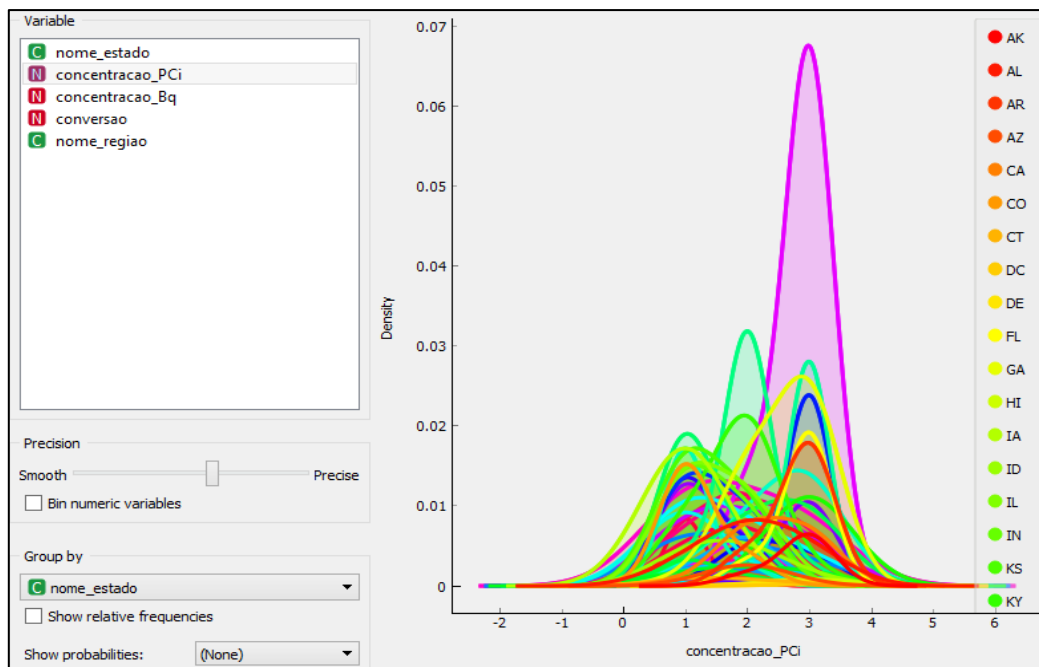 Variable
C nome_estado
N concentracao_PCi
N concentracao_Bq
N conversao
C nome_regiao
Precision
Smooth Precise
Bin numeric variables
Group by
C nome_estado
Show relative frequencies
Show probabilities: (None)
0.07
0.06
0.05
0.04
0.03
0.02
0.01
0
Density
-2 -1 0 1 2 3 4 5 6
concentracao_PCi
AK
AL
AR
AZ
CA
CO
CT
DC
DE
FL
GA
HI
IA
ID
IL
IN
KS
KY